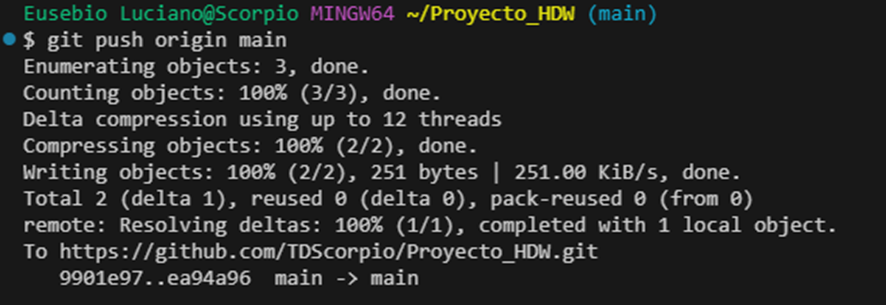 Eusebio Luciano@Scorpio MINGW64 ~/Proyecto_HDW (main)
$ git push origin main
Enumerating objects: 3, done.
Counting objects: 100% (3/3), done.
Delta compression using up to 12 threads
Compressing objects: 100% (2/2), done.
Writing objects: 100% (2/2), 251 bytes | 251.00 KiB/s, done.
Total 2 (delta 1), reused 0 (delta 0), pack-reused 0 (from 0)
remote: Resolving deltas: 100% (1/1), completed with 1 local object.
To https://github.com/TDScorpio/Proyecto_HDW.git
   9901e97..ea94a96  main -> main